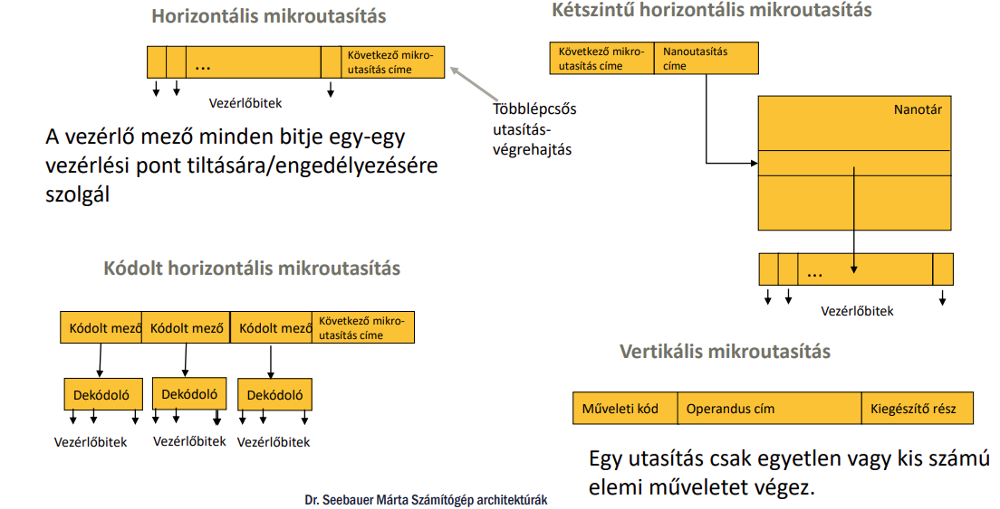 Horizontális mikroutasítás
...
Következő mikro-
utasítás címe
Vezérlőbitek
A vezérlő mező minden bitje egy-egy
vezérlési pont tiltására/engedélyezésére
szolgál
Többlépcsős
utasítás-
végrehajtás
Kétszintű horizontális mikroutasítás
Következő mikro-
utasítás címe
Nanoutasítás
címe
Nanotár
...
Vezérlőbitek
Kódolt horizontális mikroutasítás
Kódolt mező
Kódolt mező
Kódolt mező
Következő mikro-
utasítás címe
Dekódoló
Dekódoló
Dekódoló
Vezérlőbitek
Vezérlőbitek
Vezérlőbitek
Vertikális mikroutasítás
Műveleti kód
Operandus cím
Kiegészítő rész
Egy utasítás csak egyetlen vagy kis számú
elemi műveletet végez.
Dr. Seebauer Márta Számítógép architektúrák